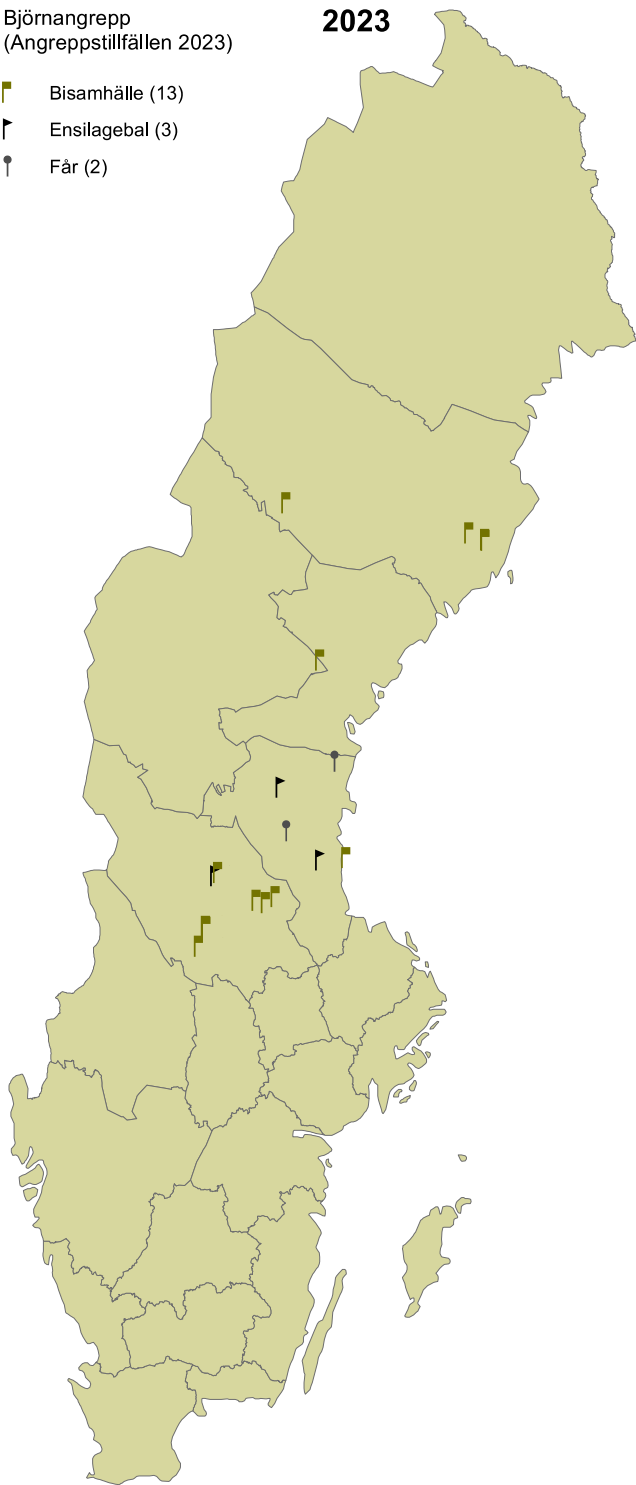 Björnangrepp
(Angreppstillfällen 2023)
2023
Bisamhälle (13)
Ensilagebal (3)
Får (2)